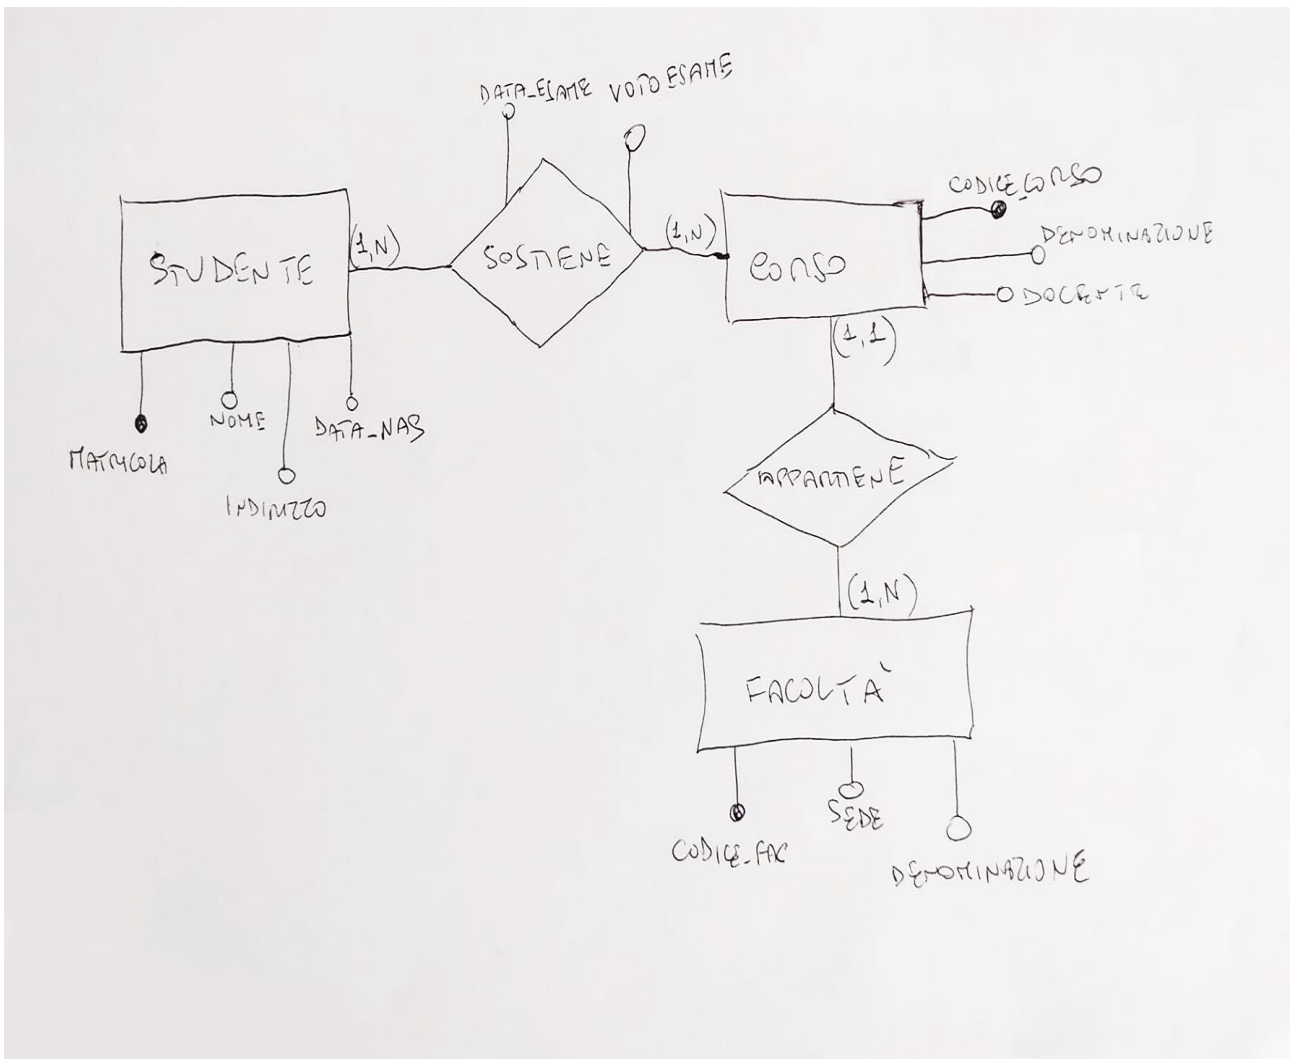 DATA_ESAME VOTO ESAME
STUDENTE
(1,N)
SOSTIENE
(1,N)
CORSO
CODICE_CORSO
DENOMINAZIONE
DOCENTE
(1,1)
MATRICOLA
NOME
INDIRIZZO
DATA_NAS
APPARTIENE
(1,N)
FACOLTÀ
CODICE_FAC
SEDE
DENOMINAZIONE